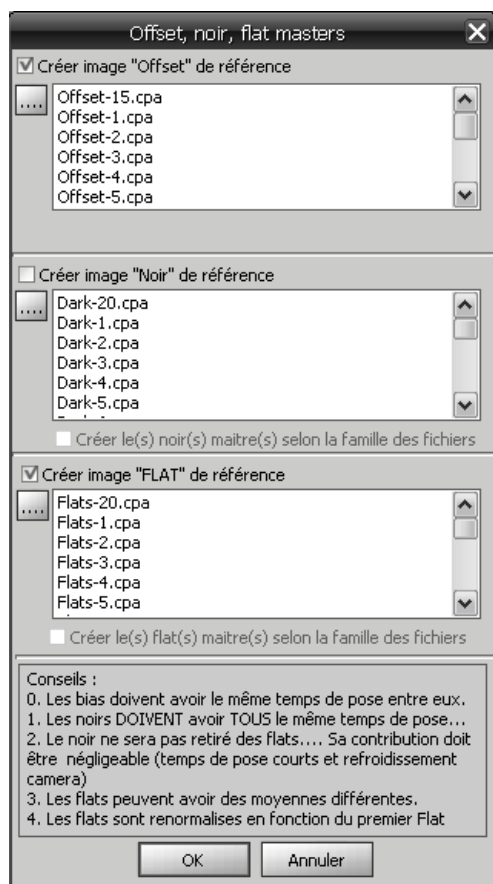 Offset, noir, flat masters
Créer image "Offset" de référence
....
Offset-15.cpa
Offset-1.cpa
Offset-2.cpa
Offset-3.cpa
Offset-4.cpa
Offset-5.cpa
Créer image "Noir" de référence
....
Dark-20.cpa
Dark-1.cpa
Dark-2.cpa
Dark-3.cpa
Dark-4.cpa
Dark-5.cpa
Créer le(s) noir(s) maitre(s) selon la famille des fichiers
Créer image "FLAT" de référence
....
Flats-20.cpa
Flats-1.cpa
Flats-2.cpa
Flats-3.cpa
Flats-4.cpa
Flats-5.cpa
Créer le(s) flat(s) maitre(s) selon la famille des fichiers
Conseils :
0. Les bias doivent avoir le même temps de pose entre eux.
1. Les noirs DOIVENT avoir TOUS le même temps de pose...
2. Le noir ne sera pas retiré des flats.... Sa contribution doit
être négligeable (temps de pose courts et refroidissement
camera)
3. Les flats peuvent avoir des moyennes différentes.
4. Les flats sont renormalises en fonction du premier Flat
OK
Annuler